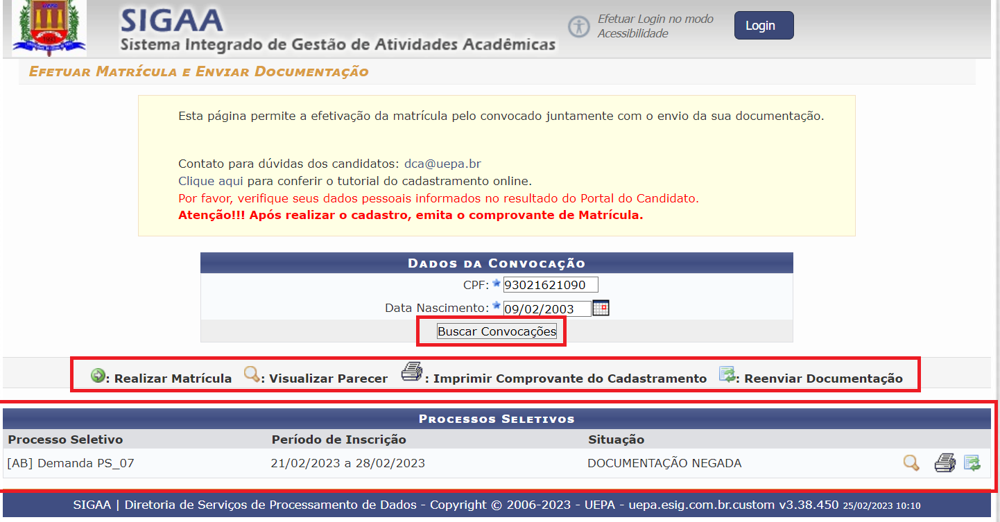 SIGAA
Sistema Integrado de Gestão de Atividades Acadêmicas
Efetuar Login no modo
Acessibilidade
Login
Efetuar Matrícula e Enviar Documentação
Esta página permite a efetivação da matrícula pelo convocado juntamente com o envio da sua documentação.
Contato para dúvidas dos candidatos: dca@uepa.br
Clique aqui para conferir o tutorial do cadastramento online.
Por favor, verifique seus dados pessoais informados no resultado do Portal do Candidato.
Atenção!!! Após realizar o cadastro, emita o comprovante de Matrícula.
Dados da Convocação
CPF: 93021621090
Data Nascimento: 09/02/2003
Buscar Convocações
: Realizar Matrícula : Visualizar Parecer : Imprimir Comprovante do Cadastramento : Reenviar Documentação
Processos Seletivos
Processo Seletivo Período de Inscrição Situação
[AB] Demanda PS_07 21/02/2023 a 28/02/2023 DOCUMENTAÇÃO NEGADA
SIGAA | Diretoria de Serviços de Processamento de Dados - Copyright © 2006-2023 - UEPA - uepa.esig.com.br.custom v3.38.450 25/02/2023 10:10